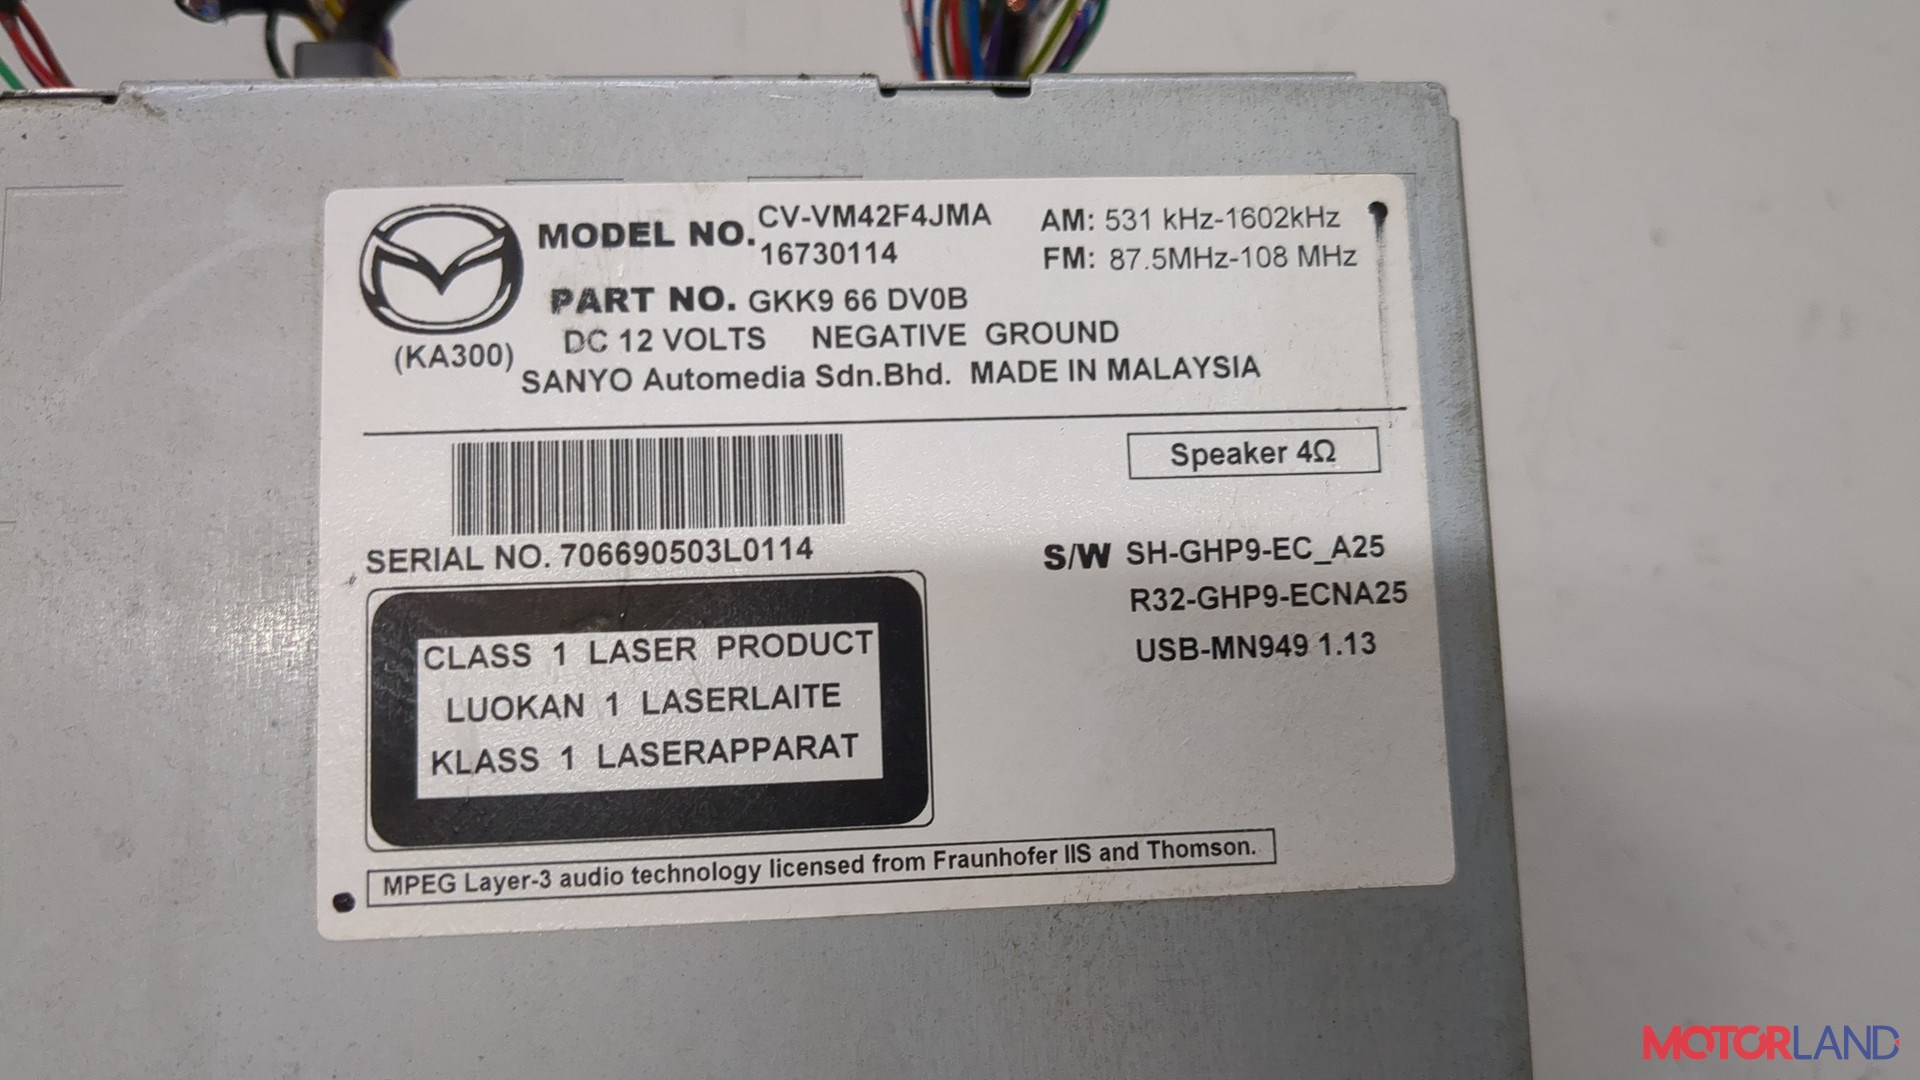 MODEL NO. CV-VM42F4JMA
16730114
AM: 531 kHz-1602kHz
FM: 87.5MHz-108 MHz
PART NO. GKK9 66 DV0B
DC 12 VOLTS NEGATIVE GROUND
(KA300)
SANYO Automedia Sdn.Bhd. MADE IN MALAYSIA
Speaker 4Ω
SERIAL NO. 706690503L0114
S/W SH-GHP9-EC_A25
R32-GHP9-ECNA25
USB-MN949 1.13
CLASS 1 LASER PRODUCT
LUOKAN 1 LASERLAITE
KLASS 1 LASERAPPARAT
MPEG Layer-3 audio technology licensed from Fraunhofer IIS and Thomson.
MOTORLAND